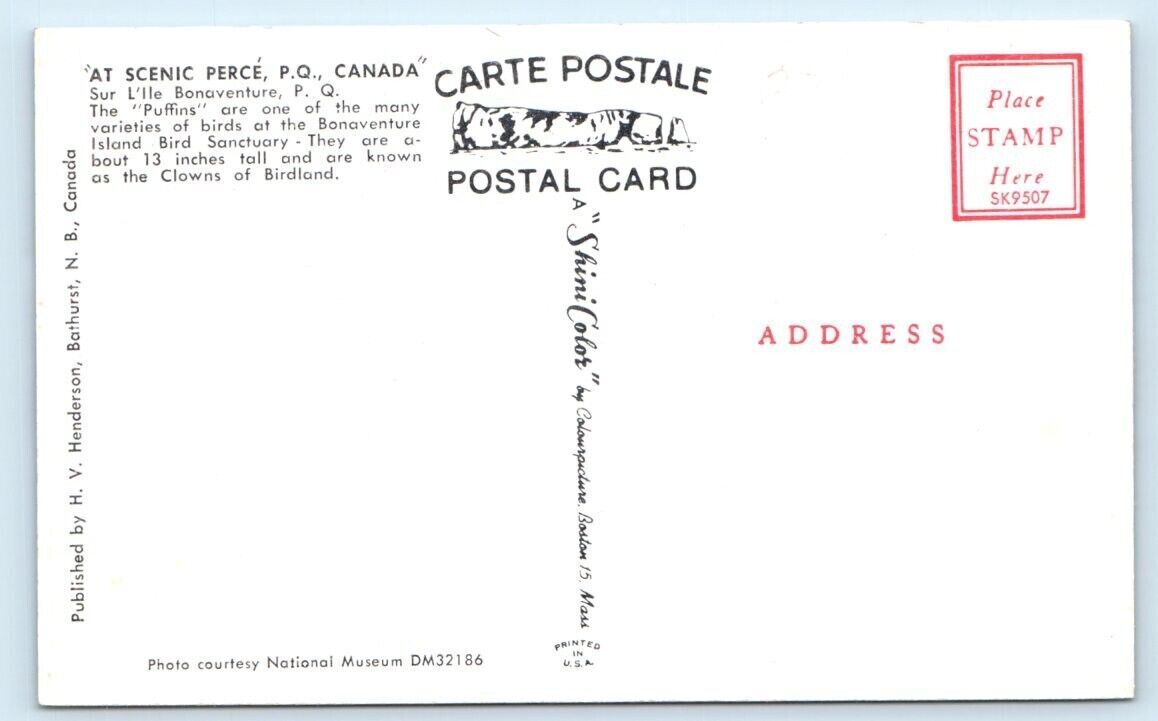 "AT SCENIC PERCÉ, P.Q., CANADA"
Sur L'Ile Bonaventure, P. Q.
The "Puffins" are one of the many
varieties of birds at the Bonaventure
Island Bird Sanctuary - They are a-
bout 13 inches tall and are known
as the Clowns of Birdland.
CARTE POSTALE
POSTAL CARD
Place
STAMP
Here
SK9507
A "ShiniColor" by Colourpicture, Boston 15, Mass
ADDRESS
Published by H. V. Henderson, Bathurst, N. B., Canada
Photo courtesy National Museum DM32186
PRINTED
IN
U.S.A.